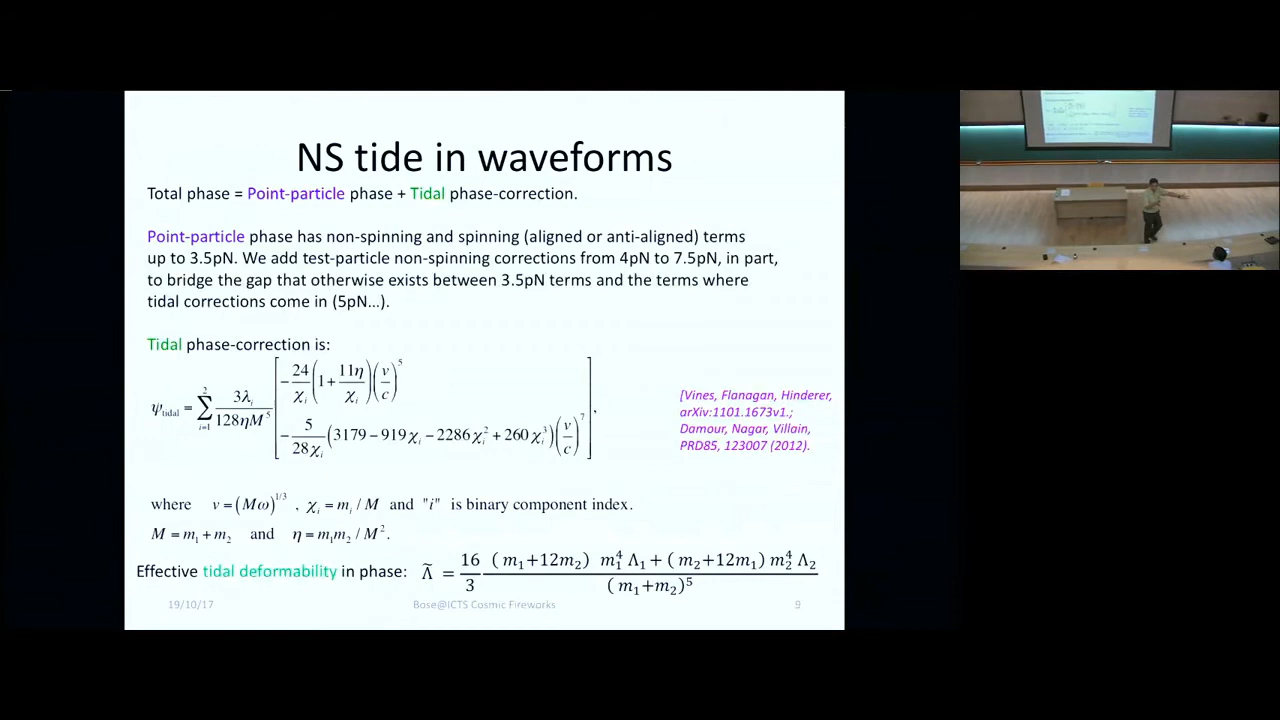 NS tide in waveforms
Total phase = Point-particle phase + Tidal phase-correction.
Point-particle phase has non-spinning and spinning (aligned or anti-aligned) terms
up to 3.5pN. We add test-particle non-spinning corrections from 4pN to 7.5pN, in part,
to bridge the gap that otherwise exists between 3.5pN terms and the terms where
tidal corrections come in (5pN...).
Tidal phase-correction is:
ψ_tidal = Σ_{i=1}^{2} 3λ_i / 128ηM^5 [ −24/χ_i (1 + 11η/χ_i) (v/c)^5
−5/28χ_i (3179 − 919χ_i − 2286χ_i^2 + 260χ_i^3) (v/c)^7 ],
[Vines, Flanagan, Hinderer,
arXiv:1101.1673v1.;
Damour, Nagar, Villain,
PRD85, 123007 (2012).
where v = (Mω)^{1/3} , χ_i = m_i / M and "i" is binary component index.
M = m_1 + m_2 and η = m_1m_2 / M^2.
Effective tidal deformability in phase: Λ̃ = 16/3 (m_1+12m_2) m_1^4 Λ_1 + (m_2+12m_1) m_2^4 Λ_2 / (m_1+m_2)^5
19/10/17 Bose@ICTS Cosmic Fireworks 9